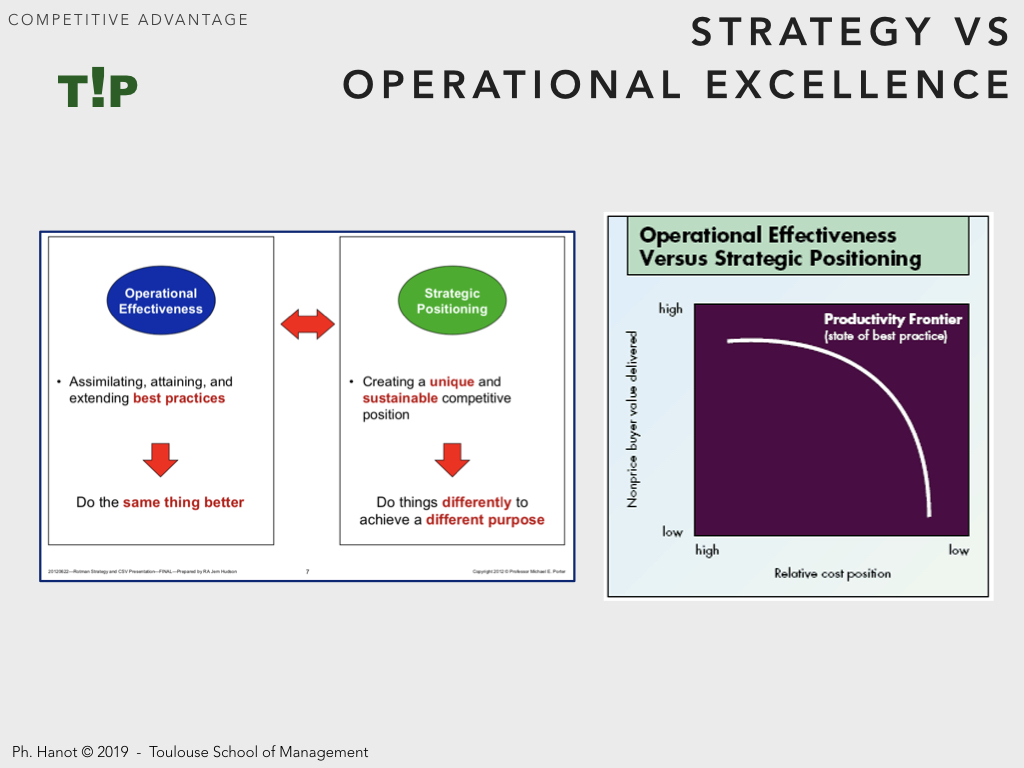 COMPETITIVE ADVANTAGE
STRATEGY VS
OPERATIONAL EXCELLENCE
T!P
Operational
Effectiveness
• Assimilating, attaining, and
extending best practices
Do the same thing better
Strategic
Positioning
• Creating a unique and
sustainable competitive
position
Do things differently to
achieve a different purpose
20120622—Rotman Strategy and CSV Presentation—FINAL—Prepared by RA Jem Hudson
7
Copyright 2012 © Professor Michael E. Porter
Operational Effectiveness
Versus Strategic Positioning
high
Productivity Frontier
(state of best practice)
Nonprice buyer value delivered
low
high
low
Relative cost position
Ph. Hanot © 2019 - Toulouse School of Management